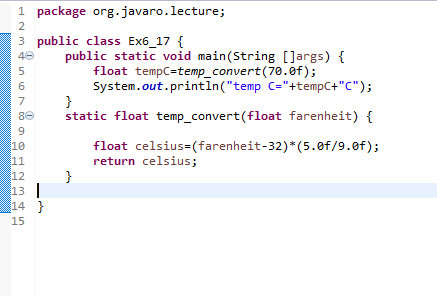 1 package org.javaro.lecture;
2
3 public class Ex6_17 {
4 public static void main(String []args) {
5 float tempC=temp_convert(70.0f);
6 System.out.println("temp C="+tempC+"C");
7 }
8 static float temp_convert(float farenheit) {
9
10 float celsius=(farenheit-32)*(5.0f/9.0f);
11 return celsius;
12 }
13
14 }
15